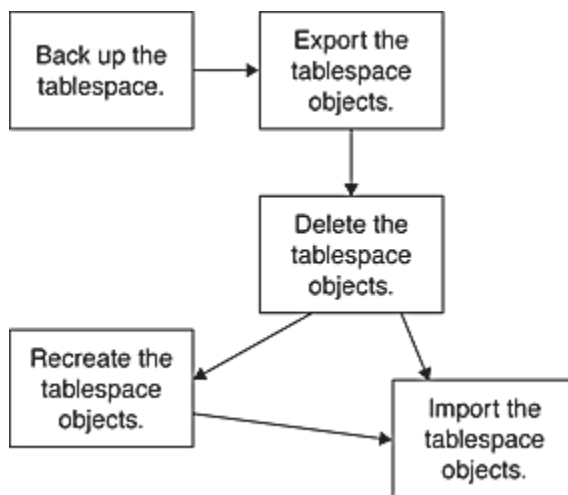 Back up the
tablespace.
Export the
tablespace
objects.
Delete the
tablespace
objects.
Recreate the
tablespace
objects.
Import the
tablespace
objects.